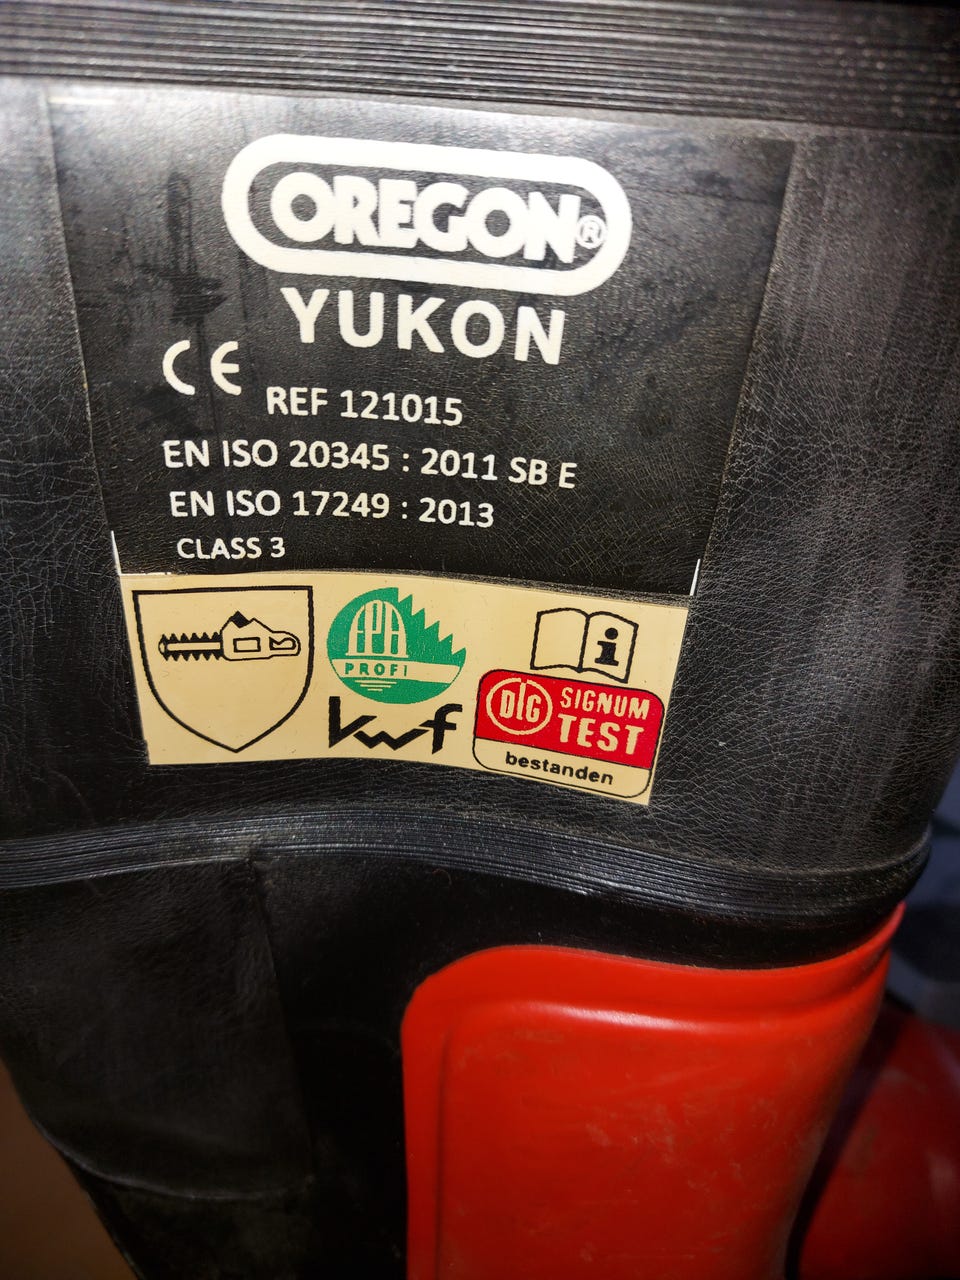 OREGON®
YUKON
CE
REF 121015
EN ISO 20345 : 2011 SB E
EN ISO 17249 : 2013
CLASS 3
FPA
PROFI
kwf
i
DLG SIGNUM
TEST
bestanden